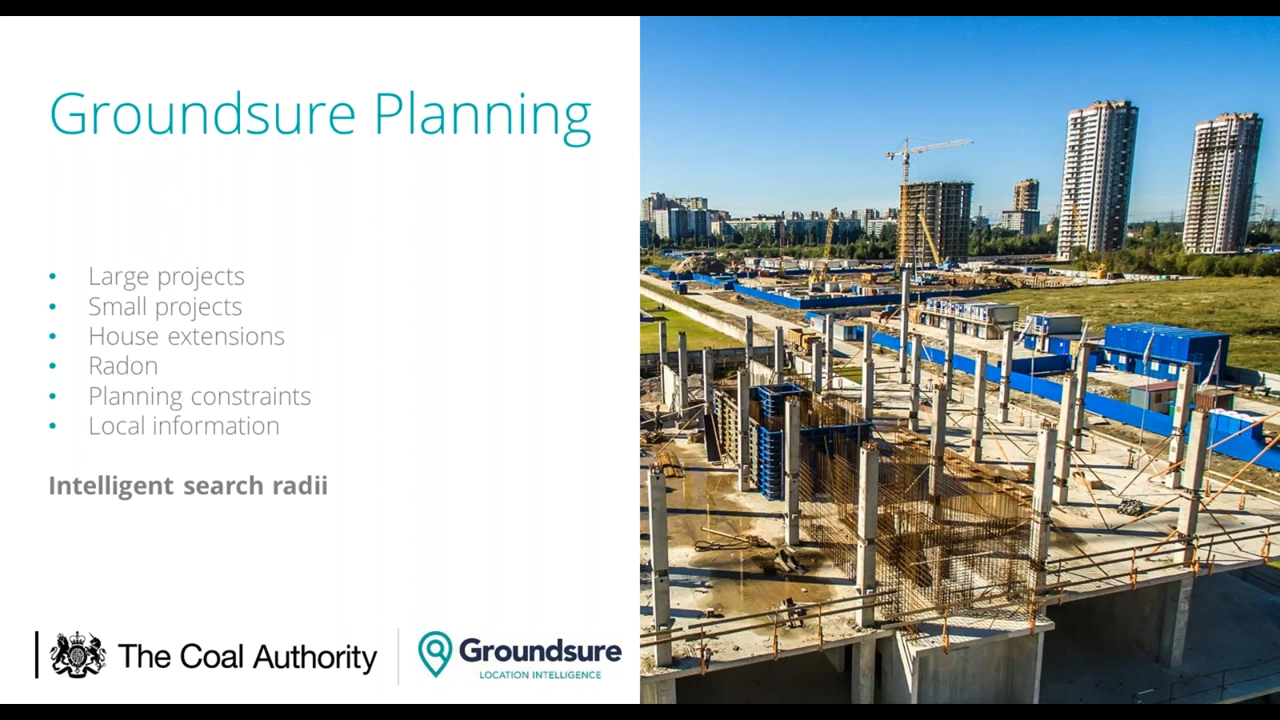 Groundsure Planning
• Large projects
• Small projects
• House extensions
• Radon
• Planning constraints
• Local information
Intelligent search radii
The Coal Authority
Groundsure
LOCATION INTELLIGENCE